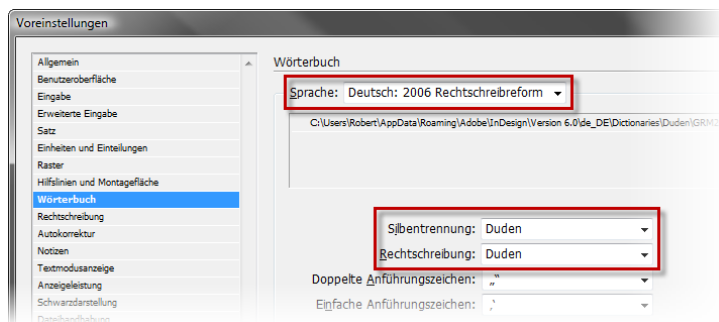 Voreinstellungen
Allgemein
Benutzeroberfläche
Eingabe
Erweiterte Eingabe
Satz
Einheiten und Einteilungen
Raster
Hilfslinien und Montagefläche
Wörterbuch
Rechtschreibung
Autokorrektur
Notizen
Textmodusanzeige
Anzeigeleistung
Schwarzdarstellung
Dateihandhabung
Wörterbuch
Sprache: Deutsch: 2006 Rechtschreibreform
C:\Users\Robert\AppData\Roaming\Adobe\InDesign\Version 6.0\de_DE\Dictionaries\Duden\GRM2
Silbentrennung: Duden
Rechtschreibung: Duden
Doppelte Anführungszeichen: „“
Einfache Anführungszeichen: ‚‘